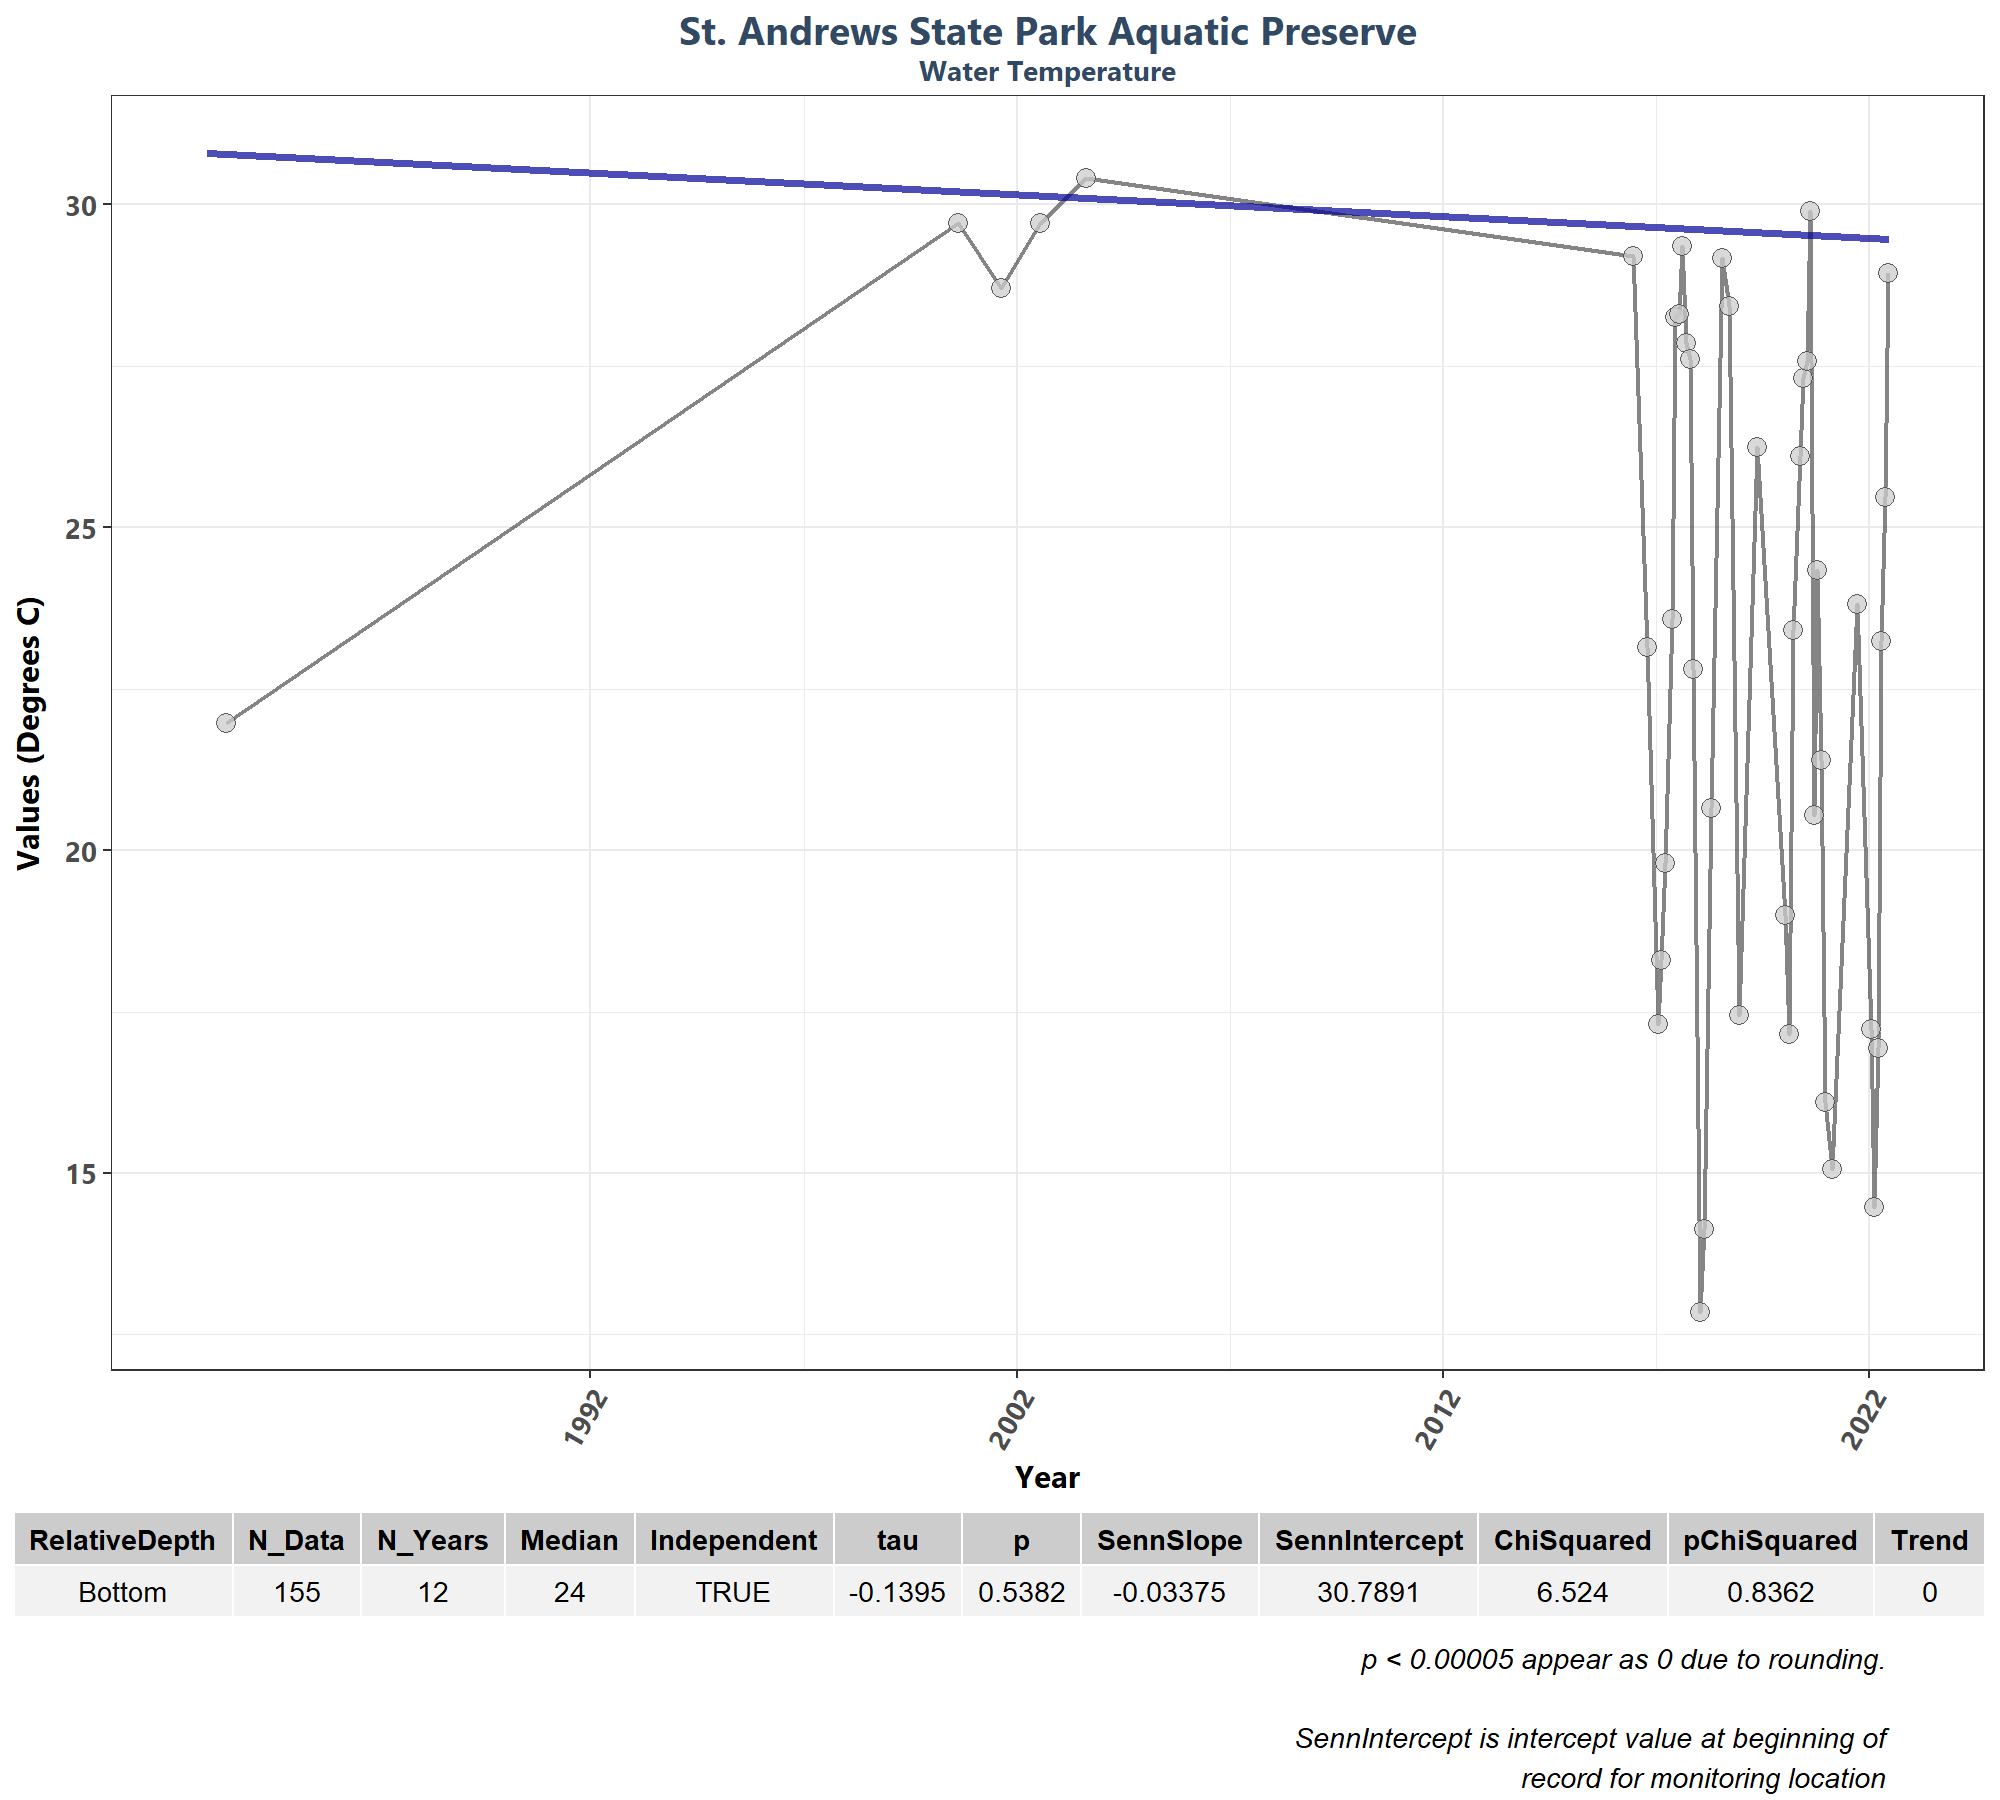 St. Andrews State Park Aquatic Preserve
Water Temperature
Values (Degrees C)
30
25
20
15
1992
2002
2012
2022
Year
RelativeDepth N_Data N_Years Median Independent tau p SennSlope SennIntercept ChiSquared pChiSquared Trend
Bottom 155 12 24 TRUE -0.1395 0.5382 -0.03375 30.7891 6.524 0.8362 0
p < 0.00005 appear as 0 due to rounding.
SennIntercept is intercept value at beginning of
record for monitoring location